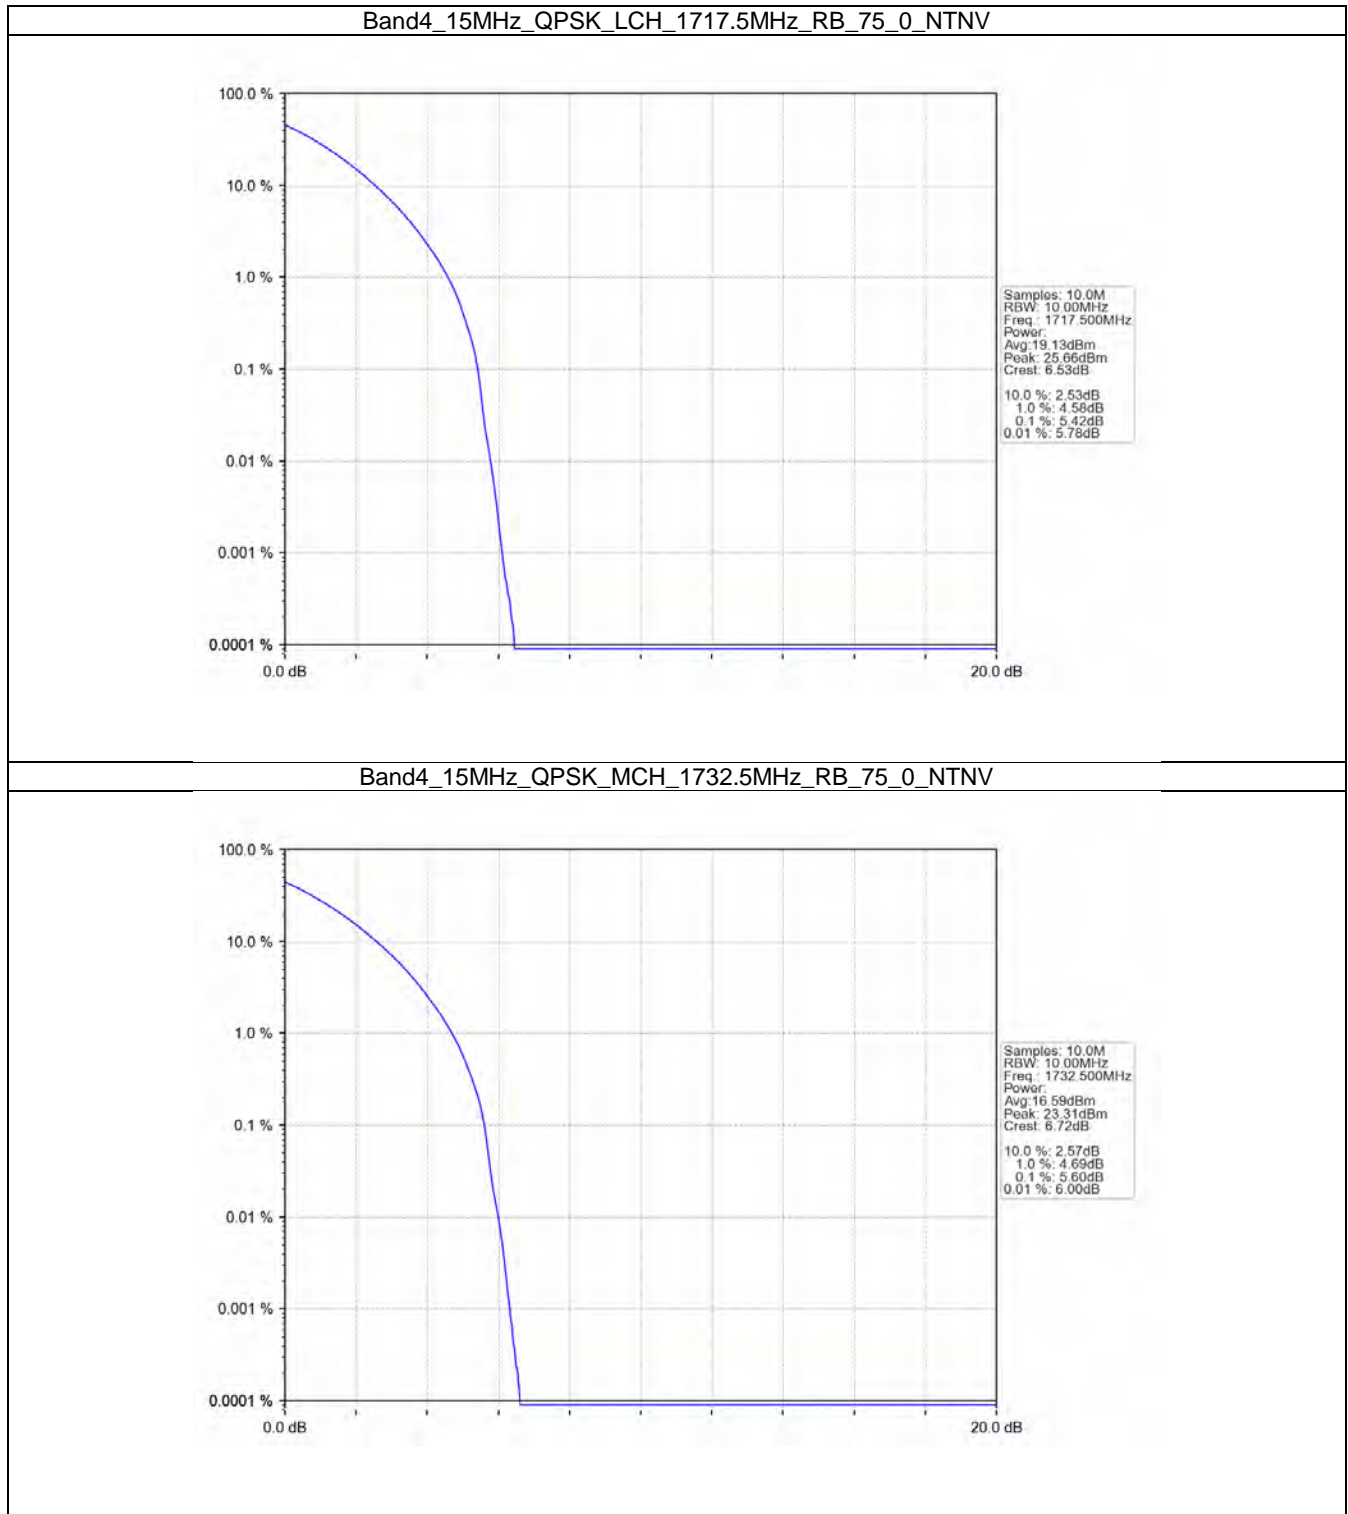 Band4_15MHz_QPSK_LCH_1717.5MHz_RB_75_0_NTNV
100.0 %
10.0 %
1.0 %
0.1 %
0.01 %
0.001 %
0.0001 %
0.0 dB
20.0 dB
Samples: 10.0M
RBW: 10.00MHz
Freq.: 1717.500MHz
Power:
Avg:19.13dBm
Peak: 25.66dBm
Crest: 6.53dB
10.0 %: 2.53dB
1.0 %: 4.58dB
0.1 %: 5.42dB
0.01 %: 5.78dB
Band4_15MHz_QPSK_MCH_1732.5MHz_RB_75_0_NTNV
100.0 %
10.0 %
1.0 %
0.1 %
0.01 %
0.001 %
0.0001 %
0.0 dB
20.0 dB
Samples: 10.0M
RBW: 10.00MHz
Freq.: 1732.500MHz
Power:
Avg:16.59dBm
Peak: 23.31dBm
Crest: 6.72dB
10.0 %: 2.57dB
1.0 %: 4.69dB
0.1 %: 5.60dB
0.01 %: 6.00dB